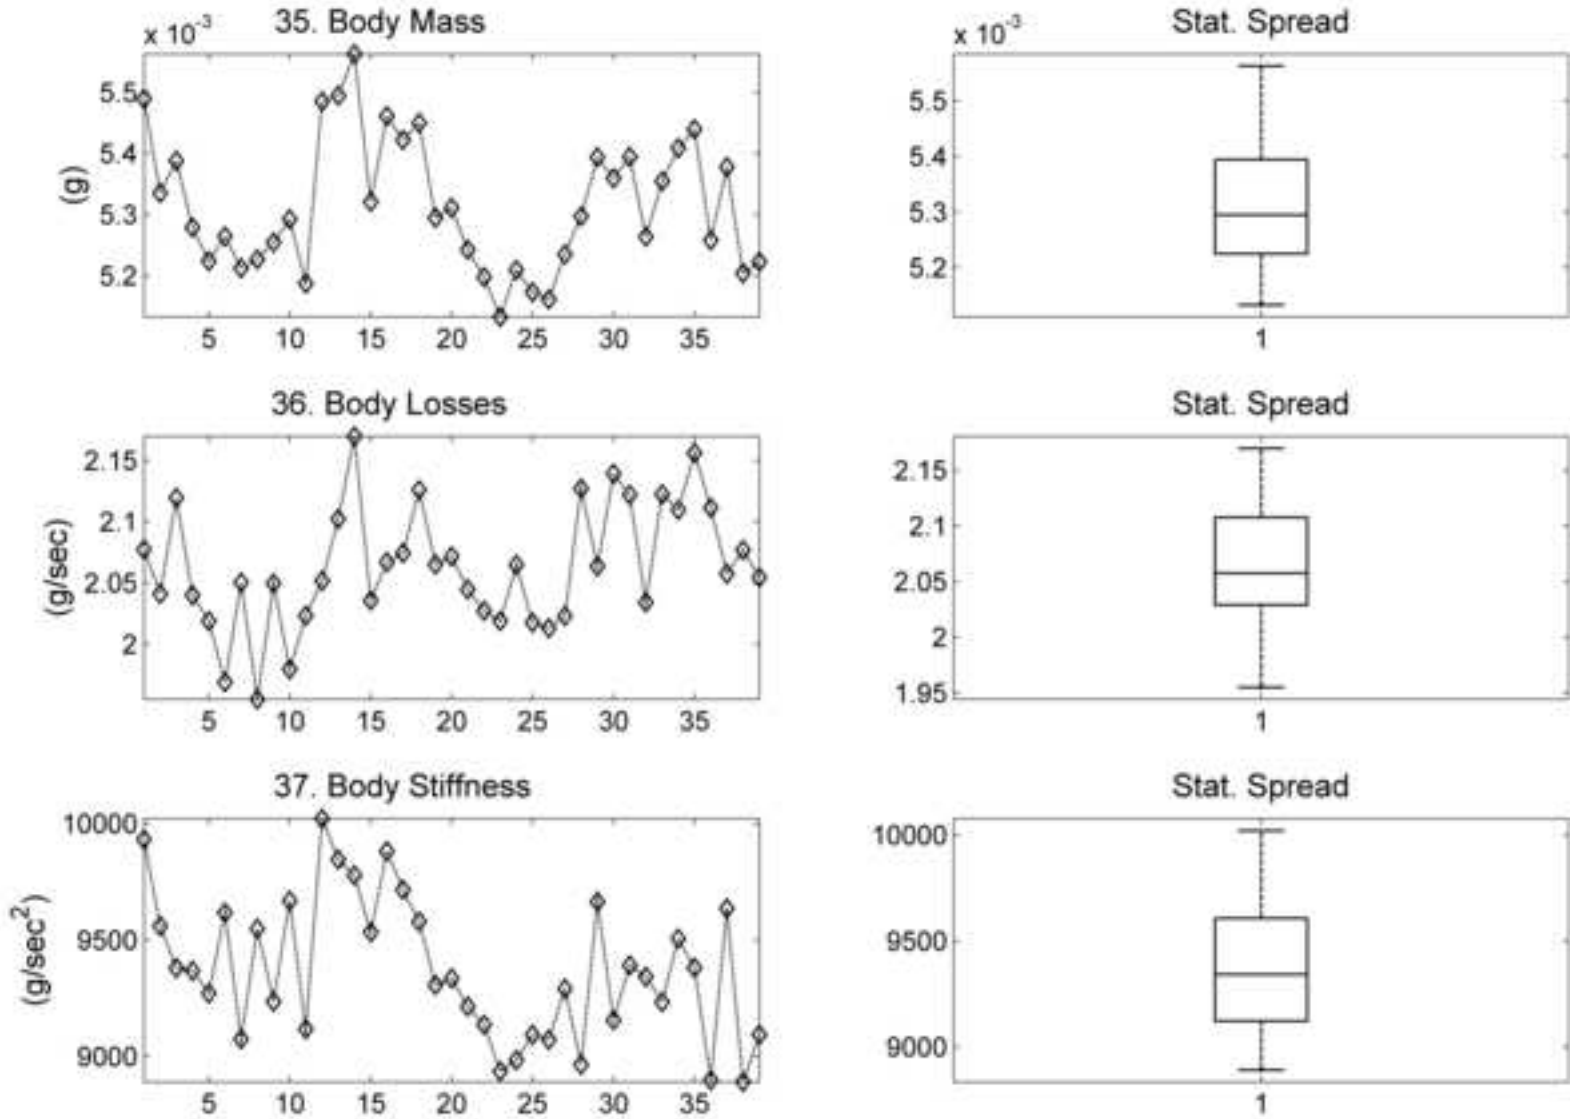 35. Body Mass
x 10-3
(g)
5.5
5.4
5.3
5.2
5 10 15 20 25 30 35
Stat. Spread
x 10-3
5.5
5.4
5.3
5.2
1
36. Body Losses
(g/sec)
2.15
2.1
2.05
2
5 10 15 20 25 30 35
Stat. Spread
2.15
2.1
2.05
2
1.95
1
37. Body Stiffness
(g/sec2)
10000
9500
9000
5 10 15 20 25 30 35
Stat. Spread
10000
9500
9000
1